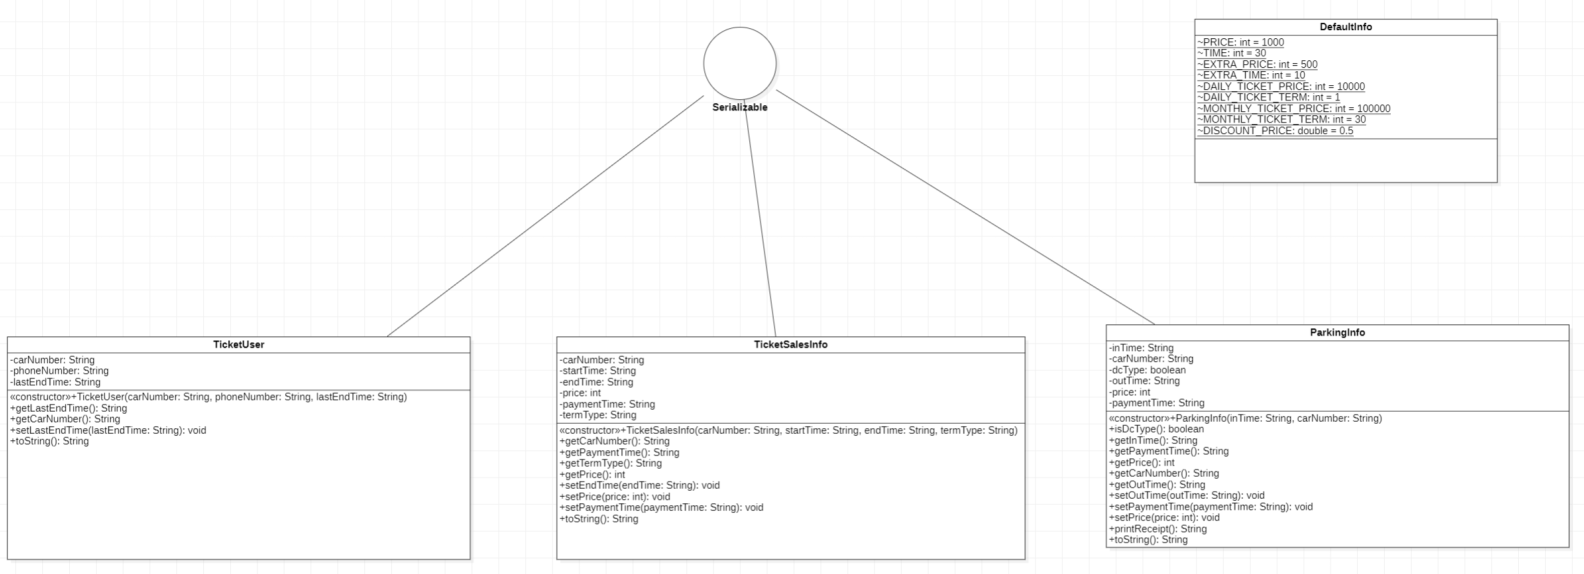 Serializable
DefaultInfo
~PRICE: int = 1000
~TIME: int = 30
~EXTRA_PRICE: int = 500
~EXTRA_TIME: int = 10
~DAILY_TICKET_PRICE: int = 10000
~DAILY_TICKET_TERM: int = 1
~MONTHLY_TICKET_PRICE: int = 100000
~MONTHLY_TICKET_TERM: int = 30
~DISCOUNT_PRICE: double = 0.5
TicketUser
-carNumber: String
-phoneNumber: String
-lastEndTime: String
«constructor»+TicketUser(carNumber: String, phoneNumber: String, lastEndTime: String)
+getLastEndTime(): String
+getCarNumber(): String
+setLastEndTime(lastEndTime: String): void
+toString(): String
TicketSalesInfo
-carNumber: String
-startTime: String
-endTime: String
-price: int
-paymentTime: String
-termType: String
«constructor»+TicketSalesInfo(carNumber: String, startTime: String, endTime: String, termType: String)
+getCarNumber(): String
+getPaymentTime(): String
+getTermType(): String
+getPrice(): int
+setEndTime(endTime: String): void
+setPrice(price: int): void
+setPaymentTime(paymentTime: String): void
+toString(): String
ParkingInfo
-inTime: String
-carNumber: String
-dcType: boolean
-outTime: String
-price: int
-paymentTime: String
«constructor»+ParkingInfo(inTime: String, carNumber: String)
+isDcType(): boolean
+getInTime(): String
+getPaymentTime(): String
+getPrice(): int
+getCarNumber(): String
+getOutTime(): String
+setOutTime(outTime: String): void
+setPaymentTime(paymentTime: String): void
+setPrice(price: int): void
+printReceipt(): String
+toString(): String